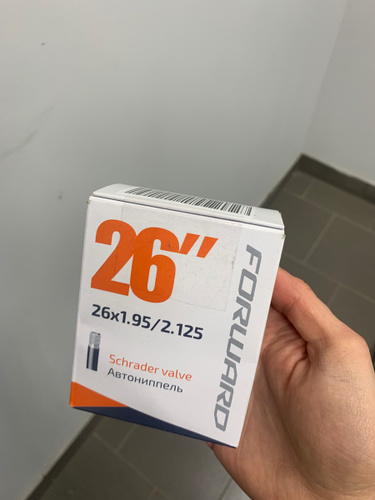 26"
26x1.95/2.125
Schrader valve
Автониппель
FORWARD